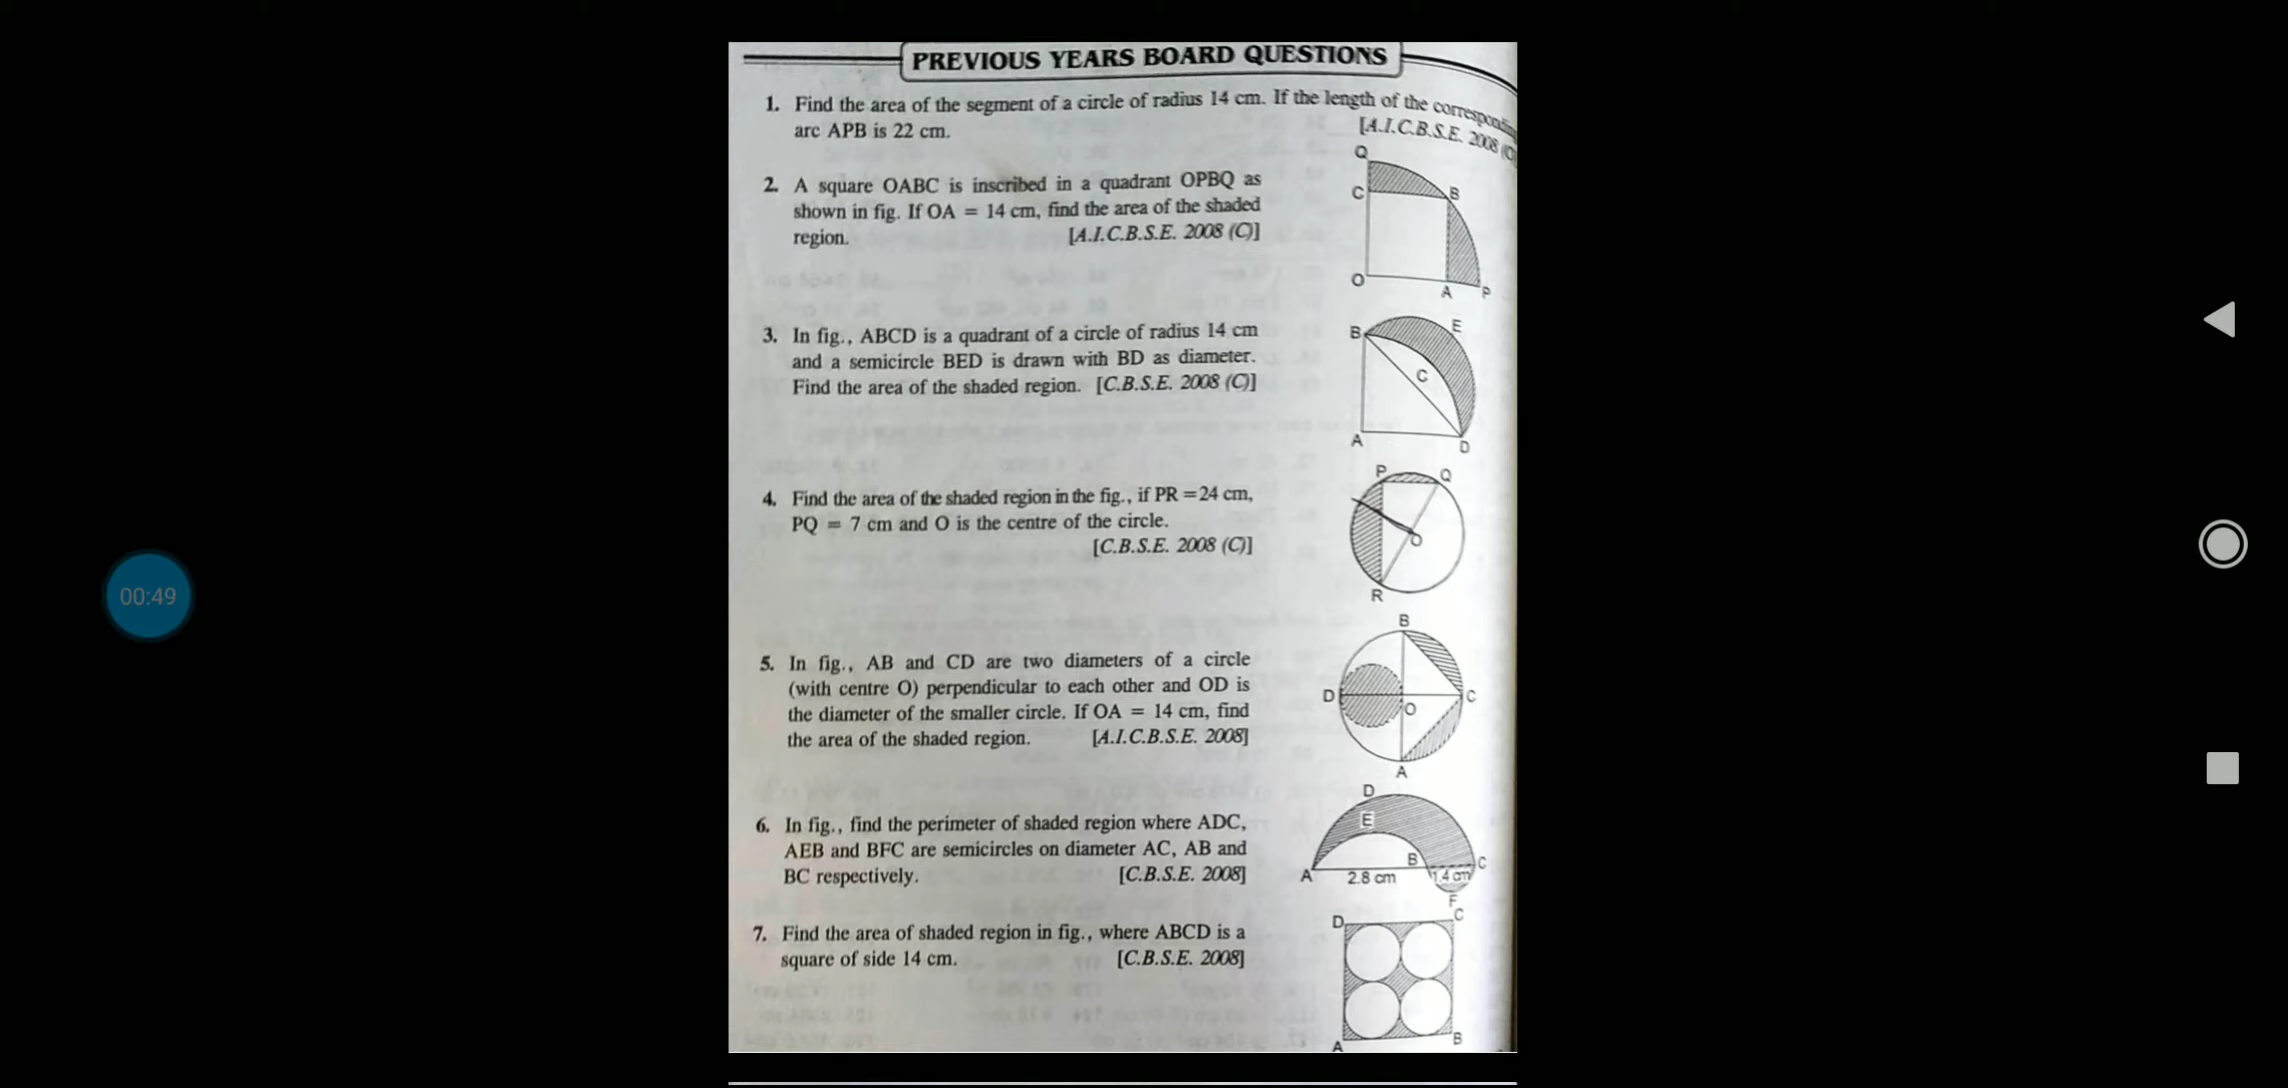 PREVIOUS YEARS BOARD QUESTIONS
1. Find the area of the segment of a circle of radius 14 cm. If the length of the corresponding
arc APB is 22 cm.
[A.I.C.B.S.E. 2008 (C
2. A square OABC is inscribed in a quadrant OPBQ as
shown in fig. If OA = 14 cm, find the area of the shaded
region. [A.I.C.B.S.E. 2008 (C)]
Q
C
B
O
A
P
3. In fig., ABCD is a quadrant of a circle of radius 14 cm
and a semicircle BED is drawn with BD as diameter.
Find the area of the shaded region. [C.B.S.E. 2008 (C)]
B
E
C
A
D
4. Find the area of the shaded region in the fig., if PR = 24 cm,
PQ = 7 cm and O is the centre of the circle.
[C.B.S.E. 2008 (C)]
P
Q
O
R
00:49
5. In fig., AB and CD are two diameters of a circle
(with centre O) perpendicular to each other and OD is
the diameter of the smaller circle. If OA = 14 cm, find
the area of the shaded region. [A.I.C.B.S.E. 2008]
B
D
C
O
A
6. In fig., find the perimeter of shaded region where ADC,
AEB and BFC are semicircles on diameter AC, AB and
BC respectively. [C.B.S.E. 2008]
D
E
B
C
A
2.8 cm
1.4 cm
F
7. Find the area of shaded region in fig., where ABCD is a
square of side 14 cm. [C.B.S.E. 2008]
D
C
A
B